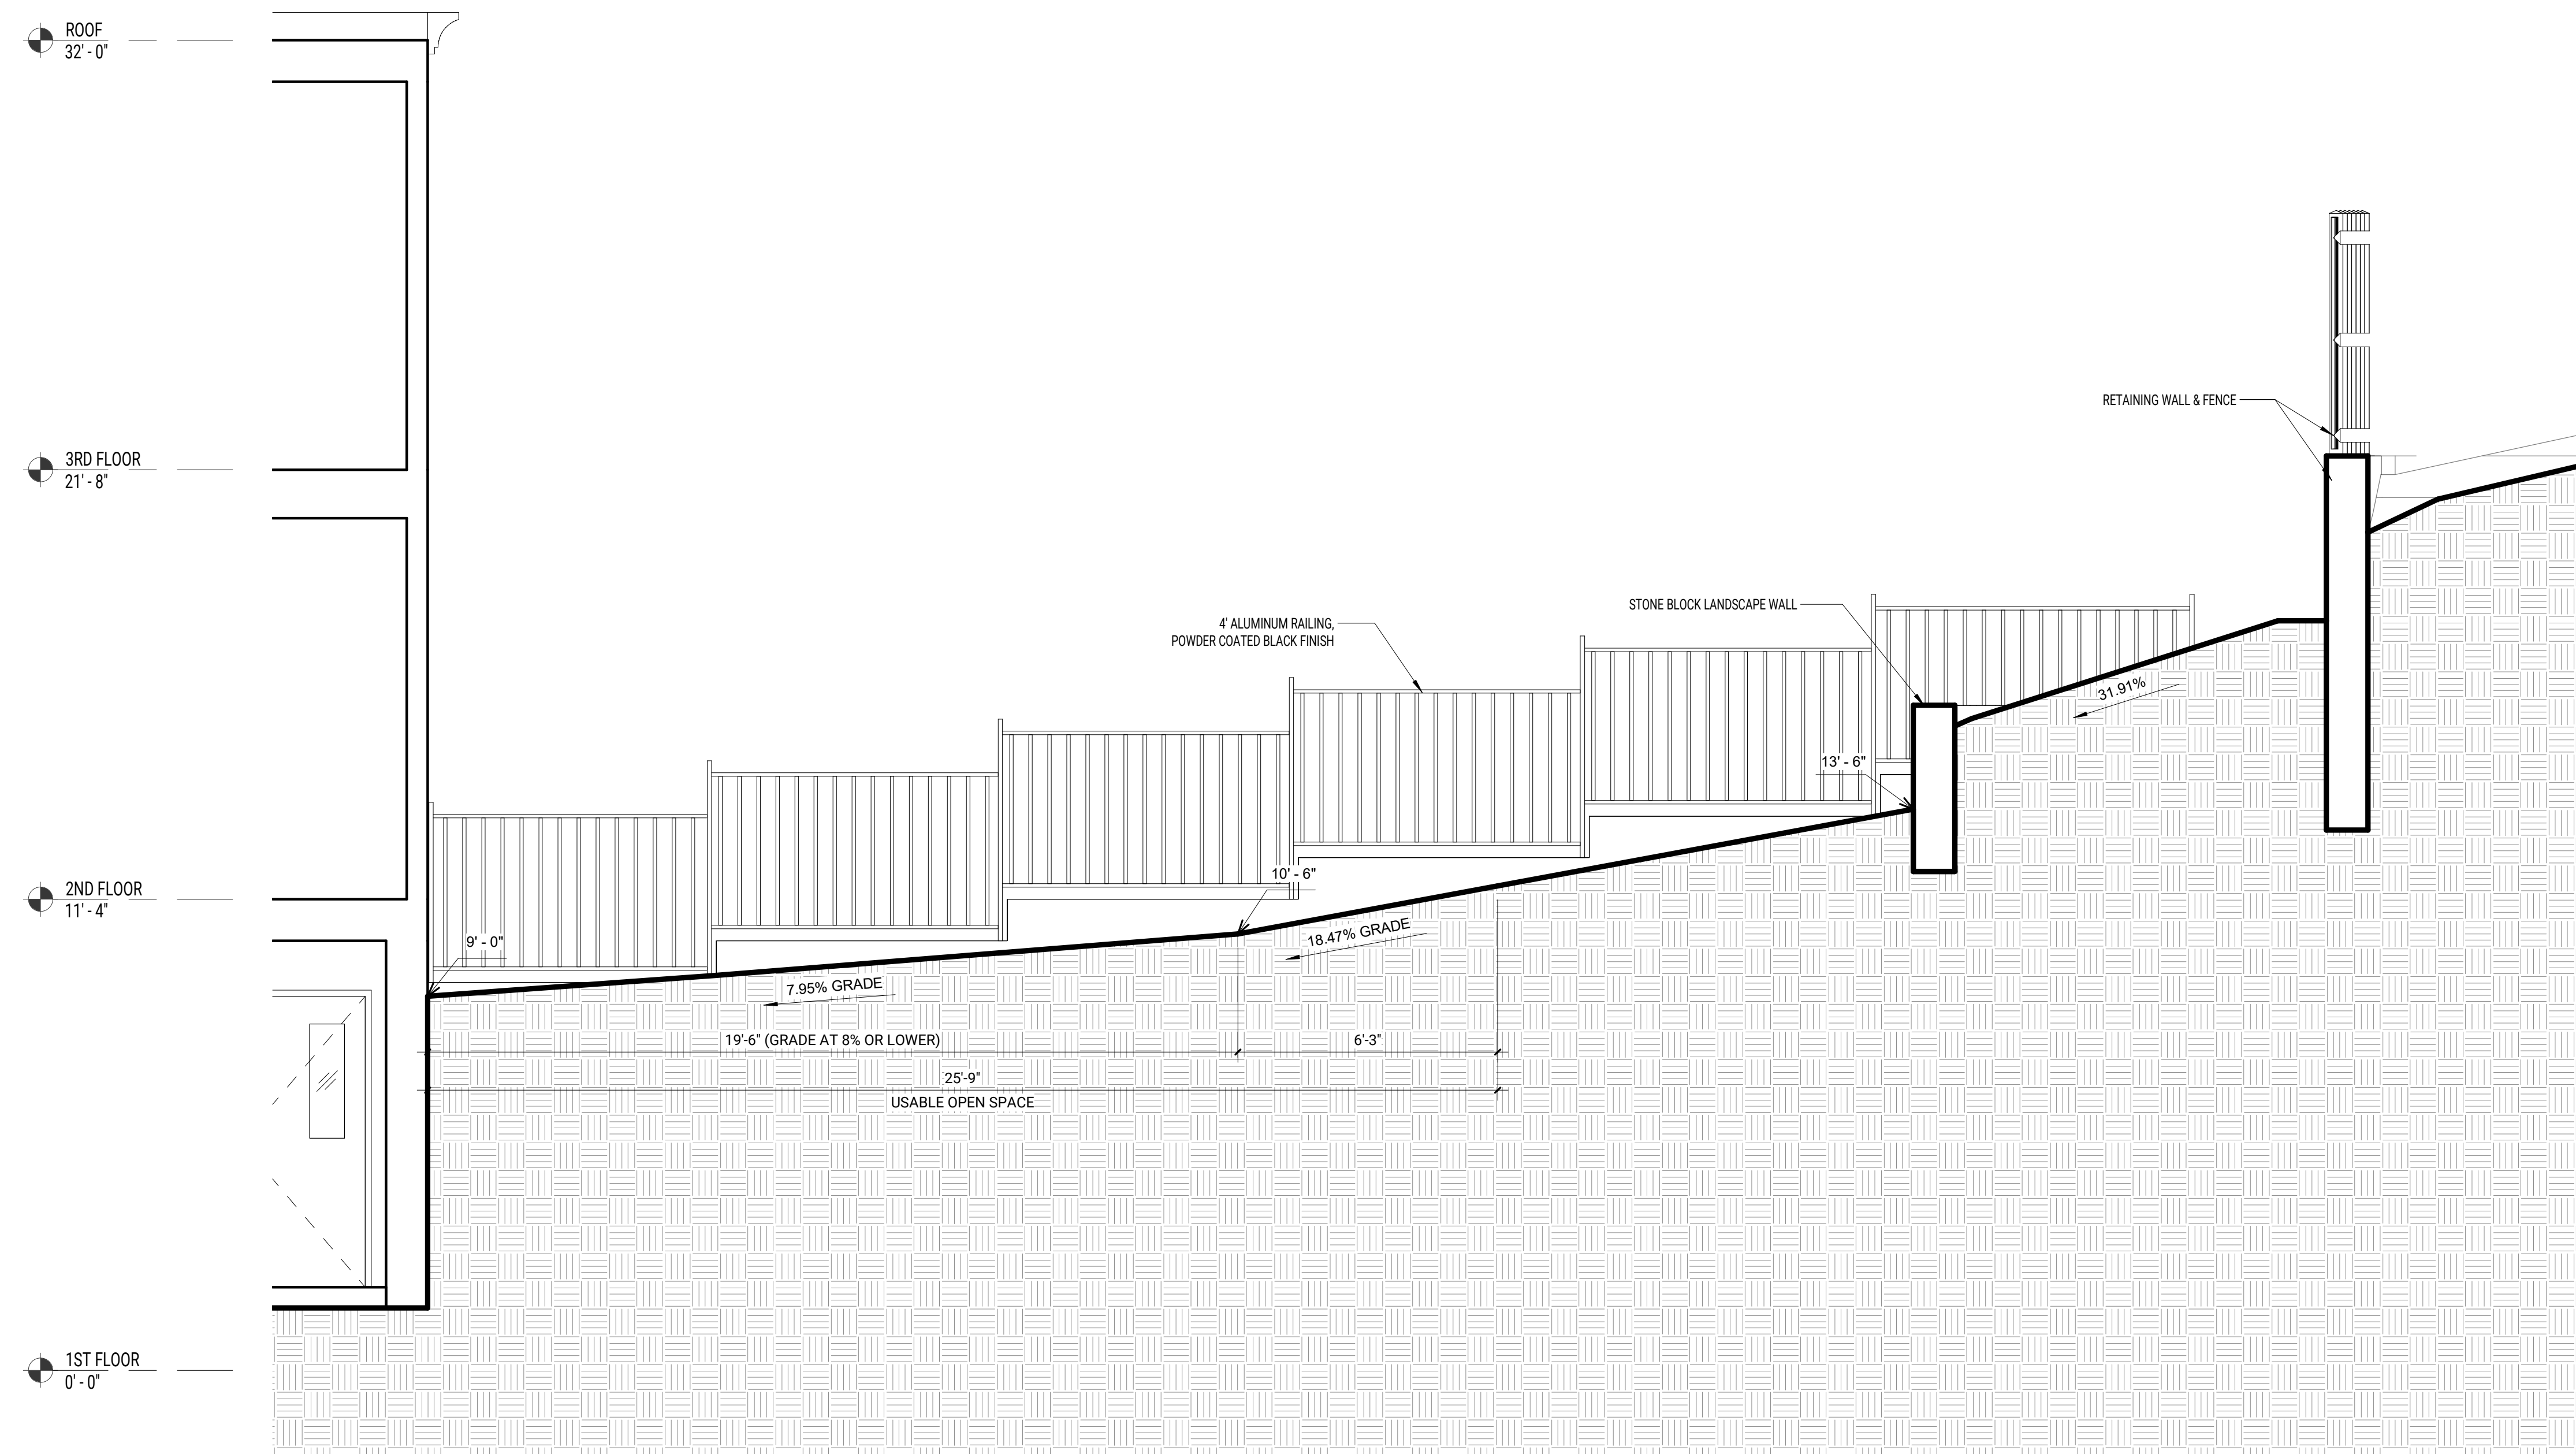 ROOF
32' - 0"
3RD FLOOR
21' - 8"
RETAINING WALL & FENCE
STONE BLOCK LANDSCAPE WALL
4' ALUMINUM RAILING,
POWDER COATED BLACK FINISH
31.91%
13' - 6"
2ND FLOOR
11' - 4"
10' - 6"
9' - 0"
18.47% GRADE
7.95% GRADE
19'-6" (GRADE AT 8% OR LOWER)
6'-3"
25'-9"
USABLE OPEN SPACE
1ST FLOOR
0' - 0"